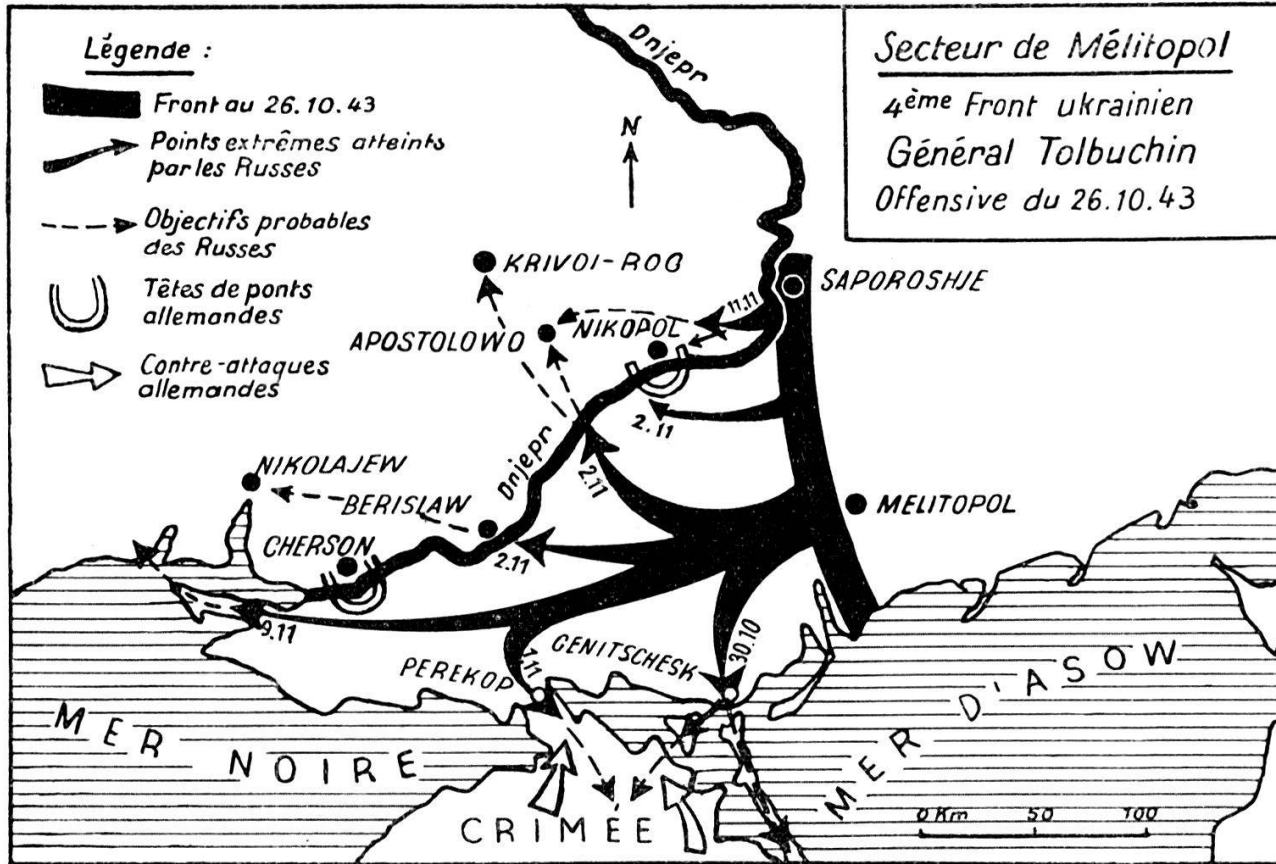 Légende :
Front au 26.10.43
Points extrêmes atteints
par les Russes
Objectifs probables
des Russes
Têtes de ponts
allemandes
Contre-attaques
allemandes
Secteur de Mélitopol
4ème Front ukrainien
Général Tolbuchin
Offensive du 26.10.43
Dnjepr
N
KRIVOI-ROG
SAPOROSHJE
11.11
APOSTOLOWO
NIKOPOL
2.11
Dnjepr
2.11
NIKOLAJEW
BERISLAW
MELITOPOL
CHERSON
2.11
9.11
PEREKOP
1.11
GENITSCHESK
30.10
MER NOIRE
MER D'ASOW
CRIMÉE
0 Km 50 100